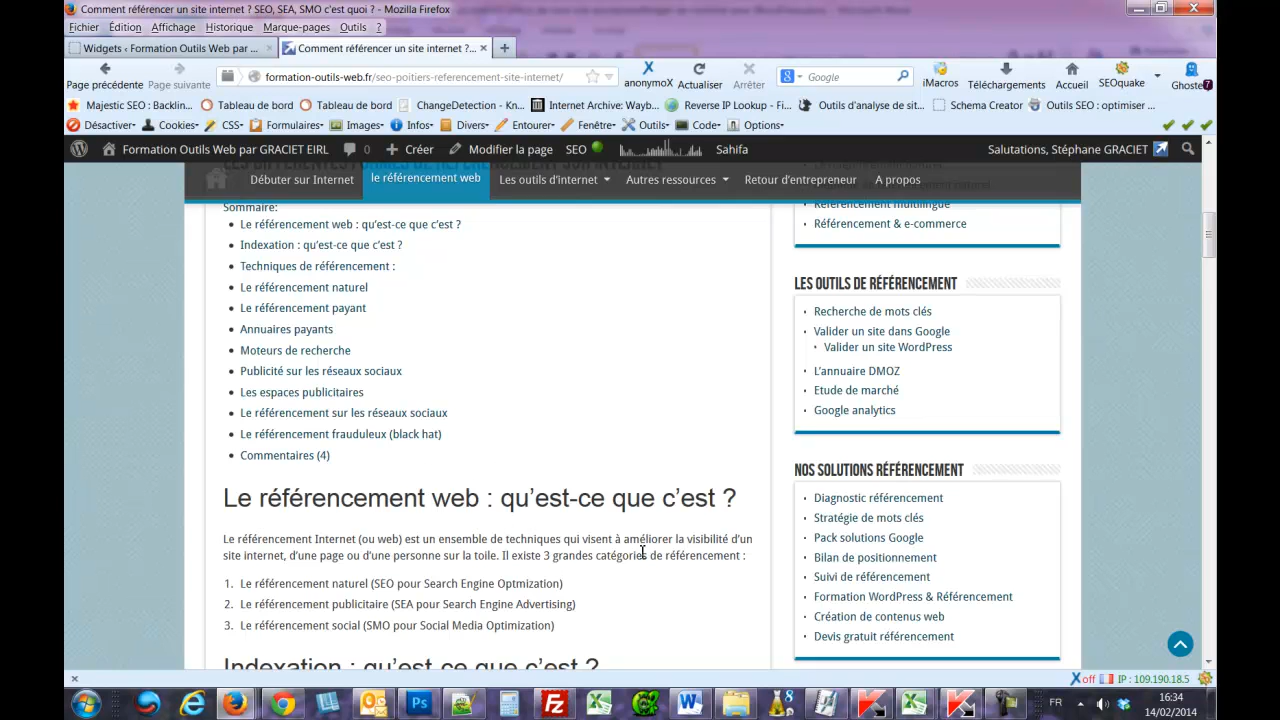 Comment référencer un site internet ? SEO, SEA, SMO c'est quoi ? - Mozilla Firefox
Fichier Édition Affichage Historique Marque-pages Outils ?
Widgets ‹ Formation Outils Web par ... × Comment référencer un site internet ?... × +
Page précédente Page suivante formation-outils-web.fr/seo-poitiers-referencement-site-internet/ anonymoX Actualiser Arrêter Google iMacros Téléchargements Accueil SEOquake Ghoste 7
Majestic SEO : Backlin... Tableau de bord Tableau de bord ChangeDetection - Kn... Internet Archive: Wayb... Reverse IP Lookup - Fi... Outils d'analyse de sit... Schema Creator Outils SEO : optimiser ...
Désactiver Cookies CSS Formulaires Images Infos Divers Entourer Fenêtre Outils Code Options
Formation Outils Web par GRACIET EIRL 0 + Créer Modifier la page SEO Sahifa Salutations, Stéphane GRACIET
Débuter sur Internet le référencement web Les outils d'internet Autres ressources Retour d'entrepreneur A propos
Sommaire:
• Le référencement web : qu'est-ce que c'est ?
• Indexation : qu'est-ce que c'est ?
• Techniques de référencement :
• Le référencement naturel
• Le référencement payant
• Annuaires payants
• Moteurs de recherche
• Publicité sur les réseaux sociaux
• Les espaces publicitaires
• Le référencement sur les réseaux sociaux
• Le référencement frauduleux (black hat)
• Commentaires (4)
Le référencement web : qu'est-ce que c'est ?
Le référencement Internet (ou web) est un ensemble de techniques qui visent à améliorer la visibilité d'un
site internet, d'une page ou d'une personne sur la toile. Il existe 3 grandes catégories de référencement :
1. Le référencement naturel (SEO pour Search Engine Optmization)
2. Le référencement publicitaire (SEA pour Search Engine Advertising)
3. Le référencement social (SMO pour Social Media Optimization)
Indexation : qu'est ce que c'est ?
Référencement multilingue
Référencement & e-commerce
LES OUTILS DE RÉFÉRENCEMENT
Recherche de mots clés
Valider un site dans Google
Valider un site WordPress
L'annuaire DMOZ
Etude de marché
Google analytics
NOS SOLUTIONS RÉFÉRENCEMENT
Diagnostic référencement
Stratégie de mots clés
Pack solutions Google
Bilan de positionnement
Suivi de référencement
Formation WordPress & Référencement
Création de contenus web
Devis gratuit référencement
× X off IP : 109.190.18.5
FR 16:34
14/02/2014